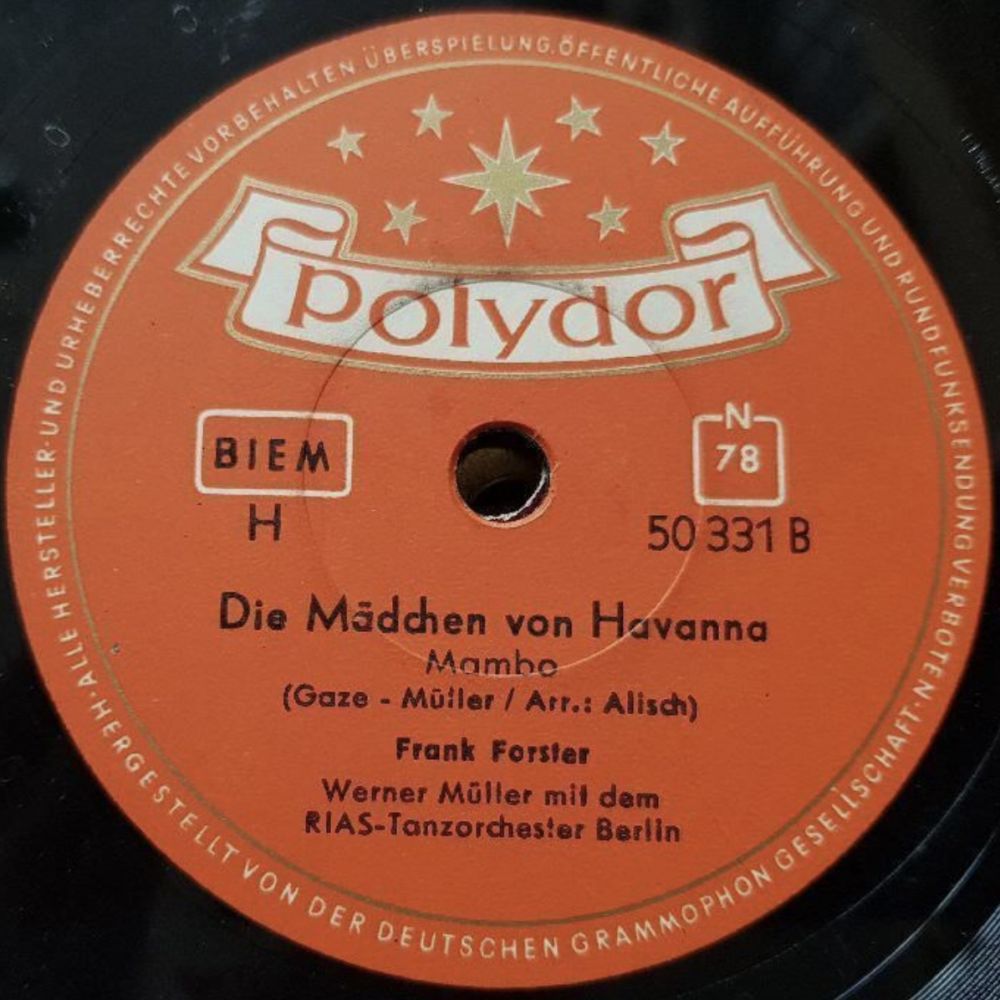 ALLE HERSTELLER- UND URHEBERRECHTE VORBEHALTEN ÜBERSPIELUNG, ÖFFENTLICHE AUFFÜHRUNG UND RUNDFUNKSENDUNG VERBOTEN.
polydor
BIEM
N
78
H
50 331 B
Die Mädchen von Havanna
Mambo
(Gaze - Müller / Arr.: Alisch)
Frank Forster
Werner Müller mit dem
RIAS-Tanzorchester Berlin
HERGESTELLT VON DER DEUTSCHEN GRAMMOPHON GESELLSCHAFT